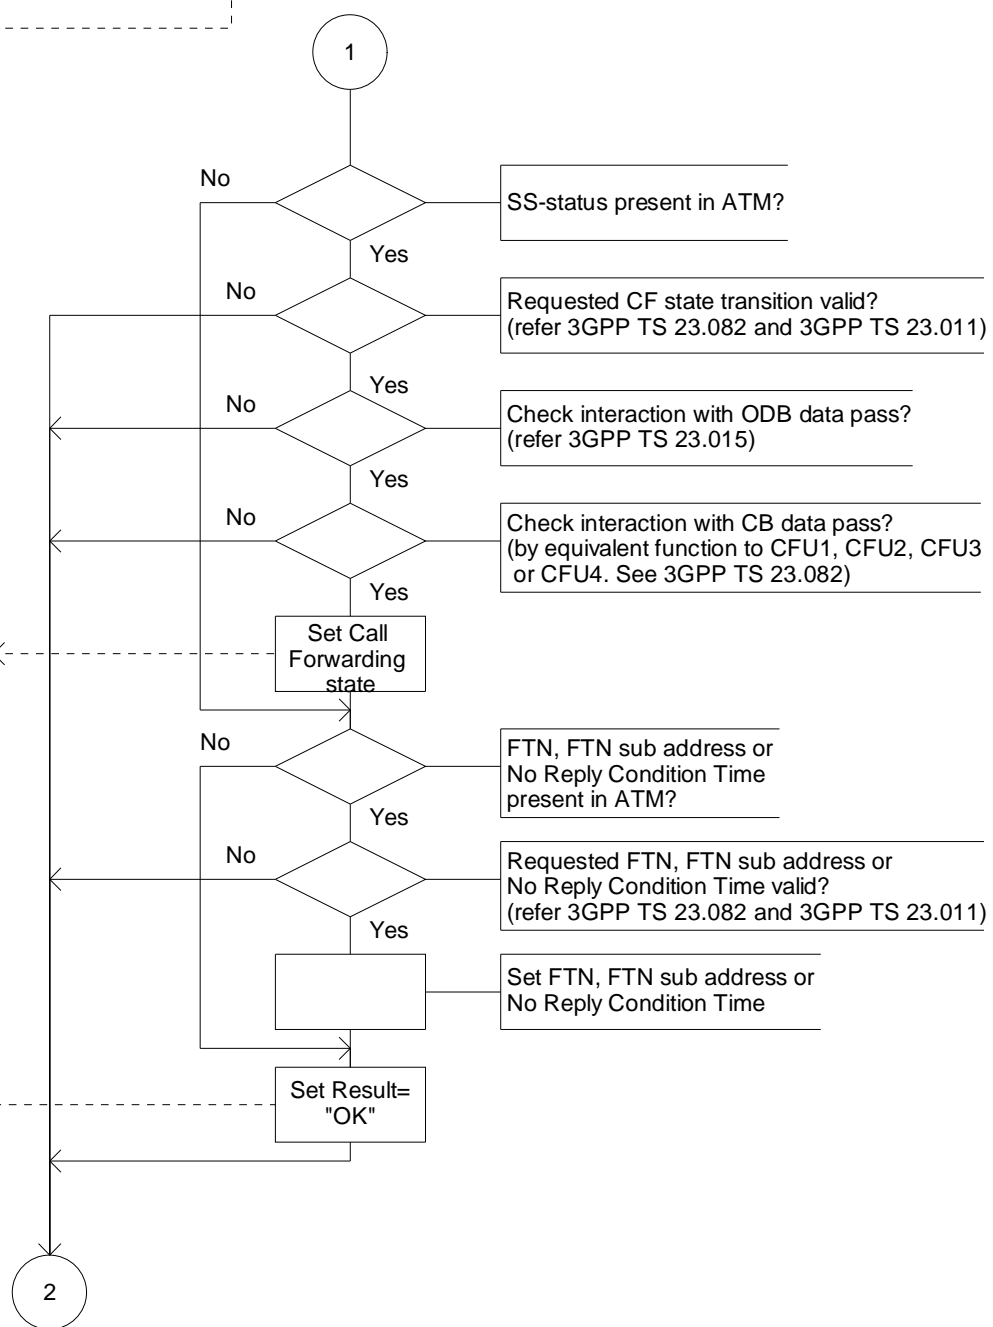 1
No
SS-status present in ATM?
Yes
No
Requested CF state transition valid?
(refer 3GPP TS 23.082 and 3GPP TS 23.011)
Yes
No
Check interaction with ODB data pass?
(refer 3GPP TS 23.015)
Yes
No
Check interaction with CB data pass?
(by equivalent function to CFU1, CFU2, CFU3
or CFU4. See 3GPP TS 23.082)
Yes
Set Call
Forwarding
state
No
FTN, FTN sub address or
No Reply Condition Time
present in ATM?
Yes
No
Requested FTN, FTN sub address or
No Reply Condition Time valid?
(refer 3GPP TS 23.082 and 3GPP TS 23.011)
Yes
Set FTN, FTN sub address or
No Reply Condition Time
Set Result=
"OK"
2